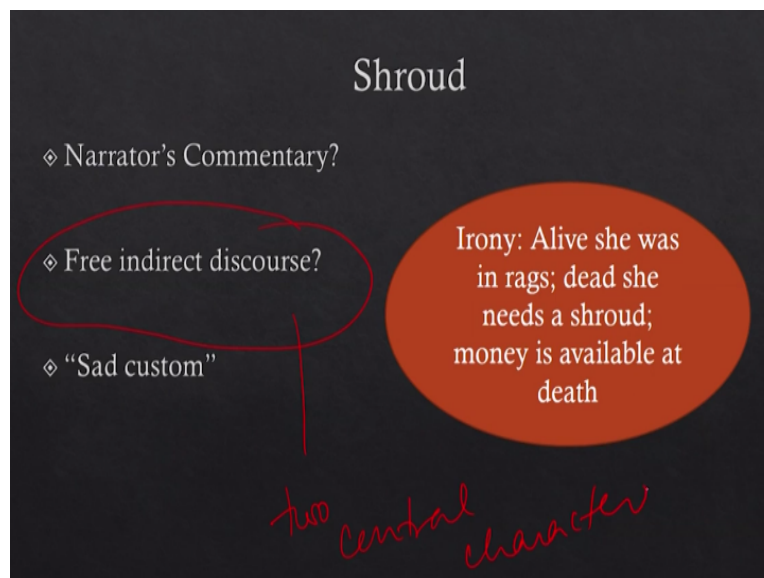 Shroud
Narrator's Commentary?
Free indirect discourse?
"Sad custom"
Irony: Alive she was
in rags; dead she
needs a shroud;
money is available at
death
two central character